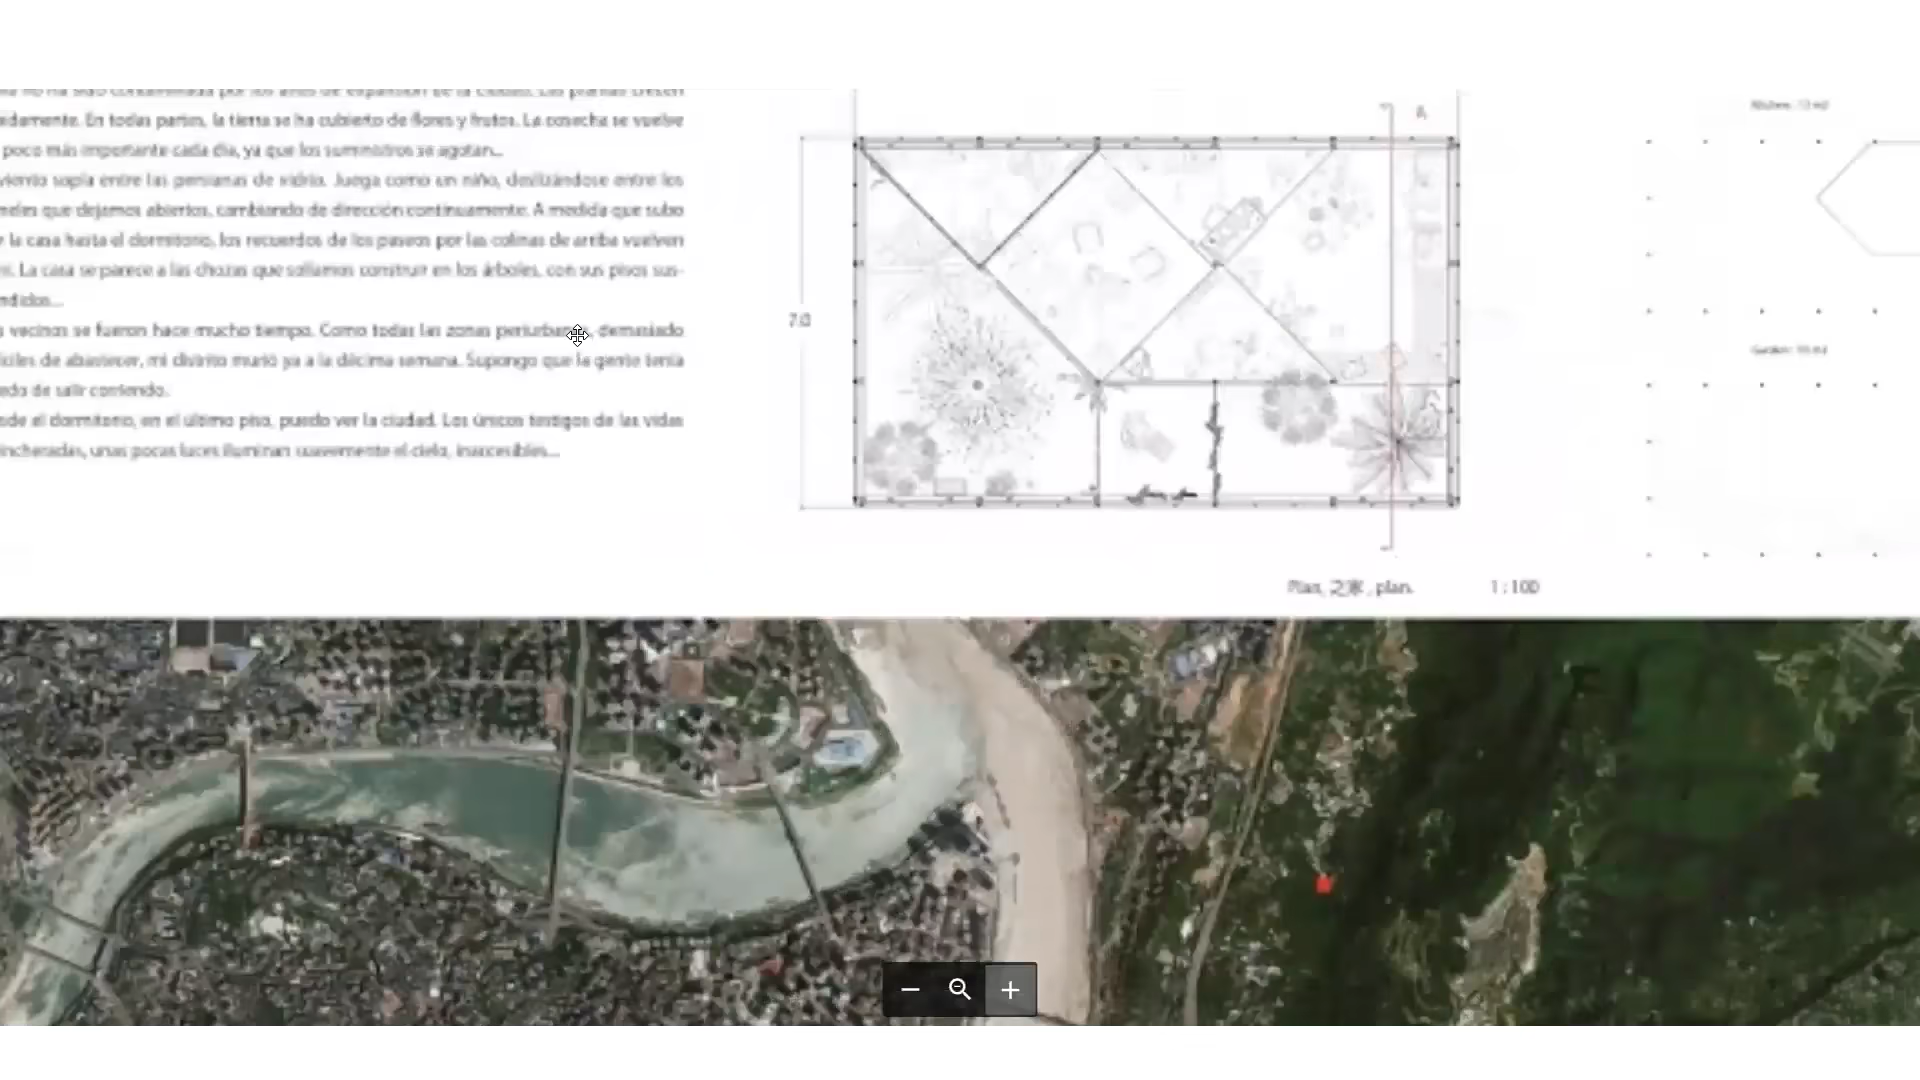 edamente. En todas partes, la tierra se ha cubierto de flores y frutos. La cosecha se vuelve
poco más importante cada día, ya que los suministros se agotan...
viento sopla entre las persianas de vidrio. Juega como un niño, deslizándose entre los
neles que dejamos abiertos, cambiando de dirección continuamente. A medida que subo
r la casa hasta el dormitorio, los recuerdos de los paseos por las colinas de arriba vuelven
La casa se parece a las chozas que solíamos construir en los árboles, con sus pisos sus-
ndidos...
s vecinos se fueron hace mucho tiempo. Como todas las zonas periurbanas, demasiado
íciles de abastecer, mi distrito murió ya a la décima semana. Supongo que la gente tenía
edo de salir corriendo.
sde el dormitorio, en el último piso, puedo ver la ciudad. Los únicos testigos de las vidas
incheradas, unas pocas luces iluminan suavemente el cielo, inaccesibles...
7.0
Plan, 之家, plan. 1:100